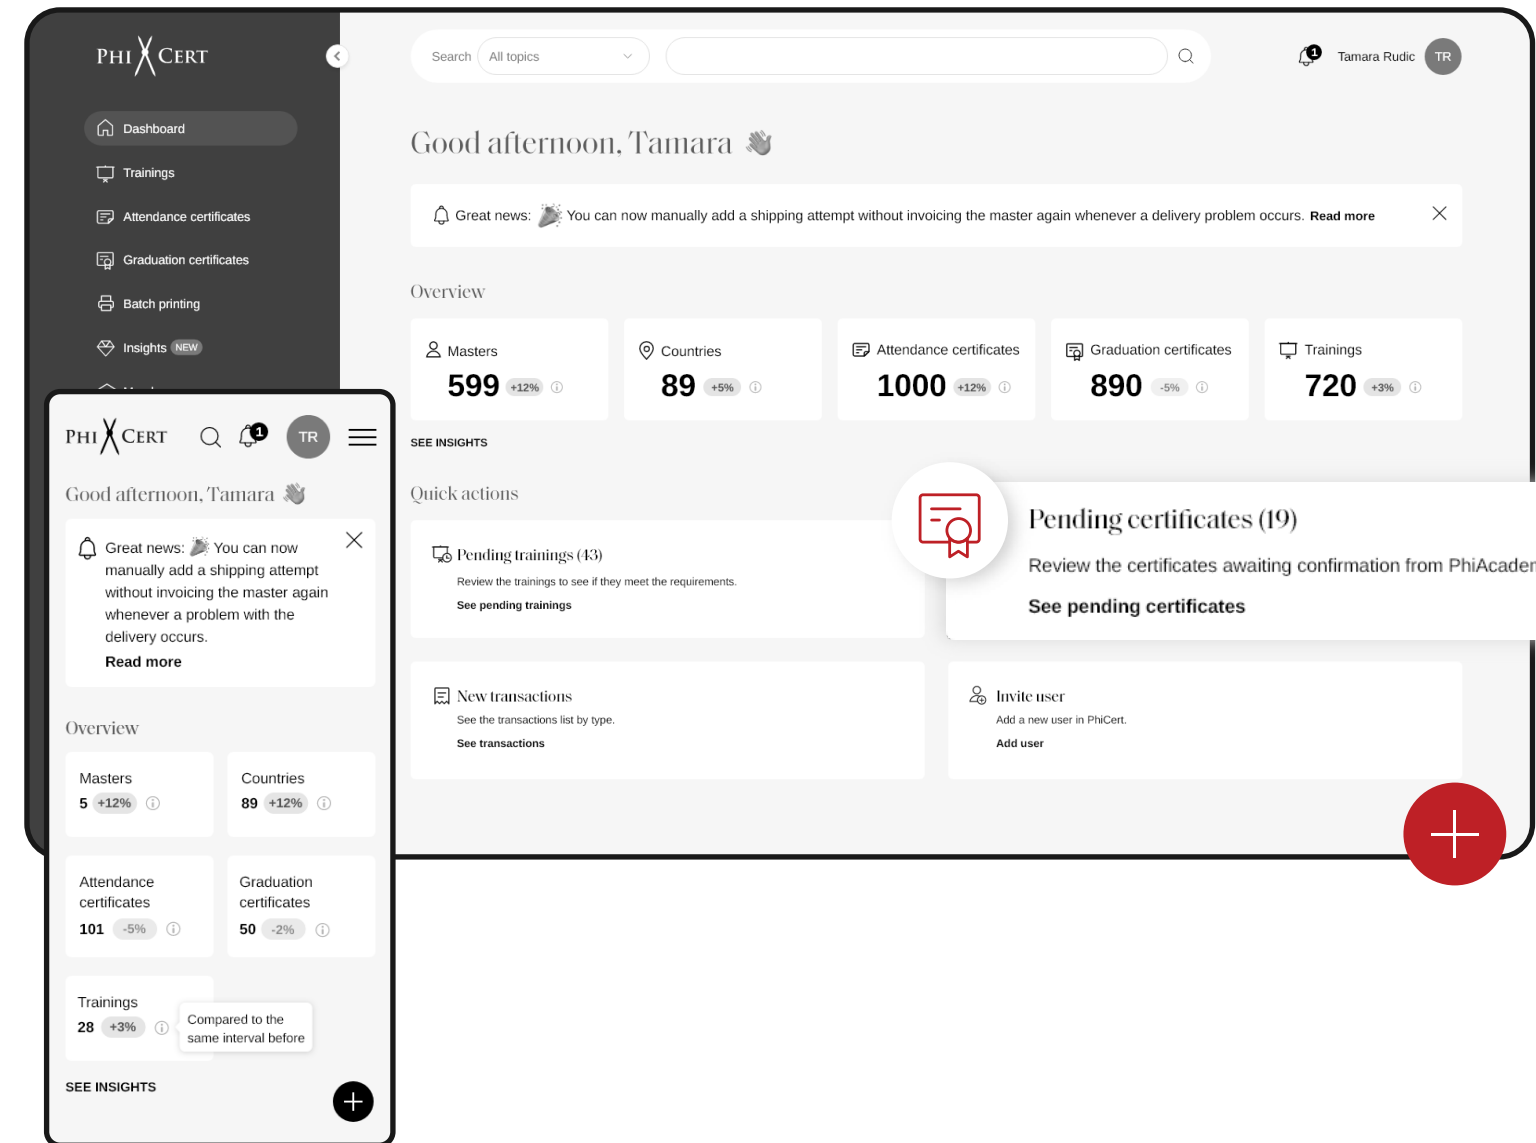 PHI CERT
Search
All topics
1
Tamara Rudic
TR
Dashboard
Trainings
Attendance certificates
Graduation certificates
Batch printing
Insights NEW
Good afternoon, Tamara
Great news: You can now manually add a shipping attempt without invoicing the master again whenever a delivery problem occurs. Read more
Overview
Masters
599 +12%
Countries
89 +5%
Attendance certificates
1000 +12%
Graduation certificates
890 -5%
Trainings
720 +3%
SEE INSIGHTS
Quick actions
Pending trainings (43)
Review the trainings to see if they meet the requirements.
See pending trainings
Pending certificates (19)
Review the certificates awaiting confirmation from
See pending certificates
New transactions
See the transactions list by type.
See transactions
Invite user
Add a new user in PhiCert.
Add user
PHI CERT
1
TR
Good afternoon, Tamara
Great news: You can now
manually add a shipping attempt
without invoicing the master again
whenever a problem with the
delivery occurs.
Read more
Overview
Masters
5 +12%
Countries
89 +12%
Attendance
certificates
101 -5%
Graduation
certificates
50 -2%
Trainings
28 +3%
Compared to the
same interval before
SEE INSIGHTS